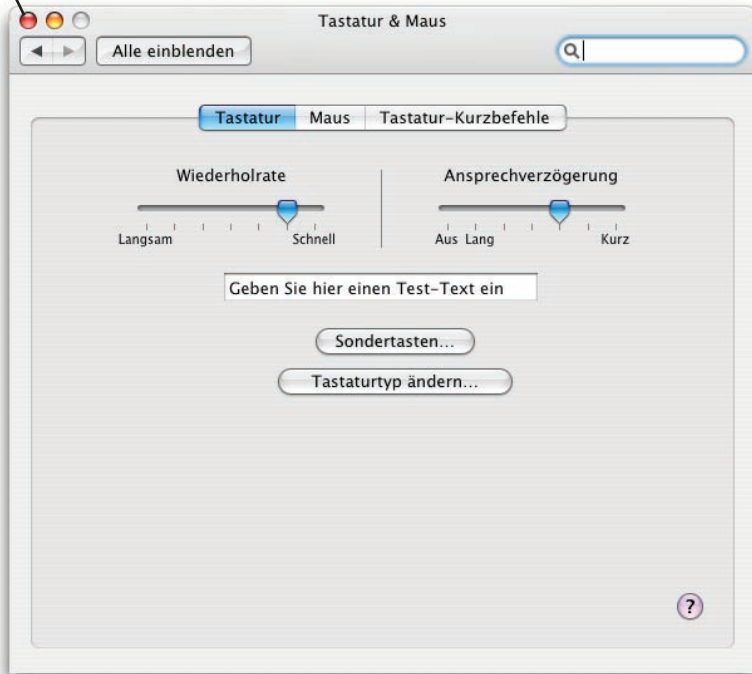 Tastatur & Maus
Alle einblenden
Tastatur Maus Tastatur-Kurzbefehle
Wiederholrate Ansprechverzögerung
Langsam Schnell Aus Lang Kurz
Geben Sie hier einen Test-Text ein
Sondertasten...
Tastaturtyp ändern...
?